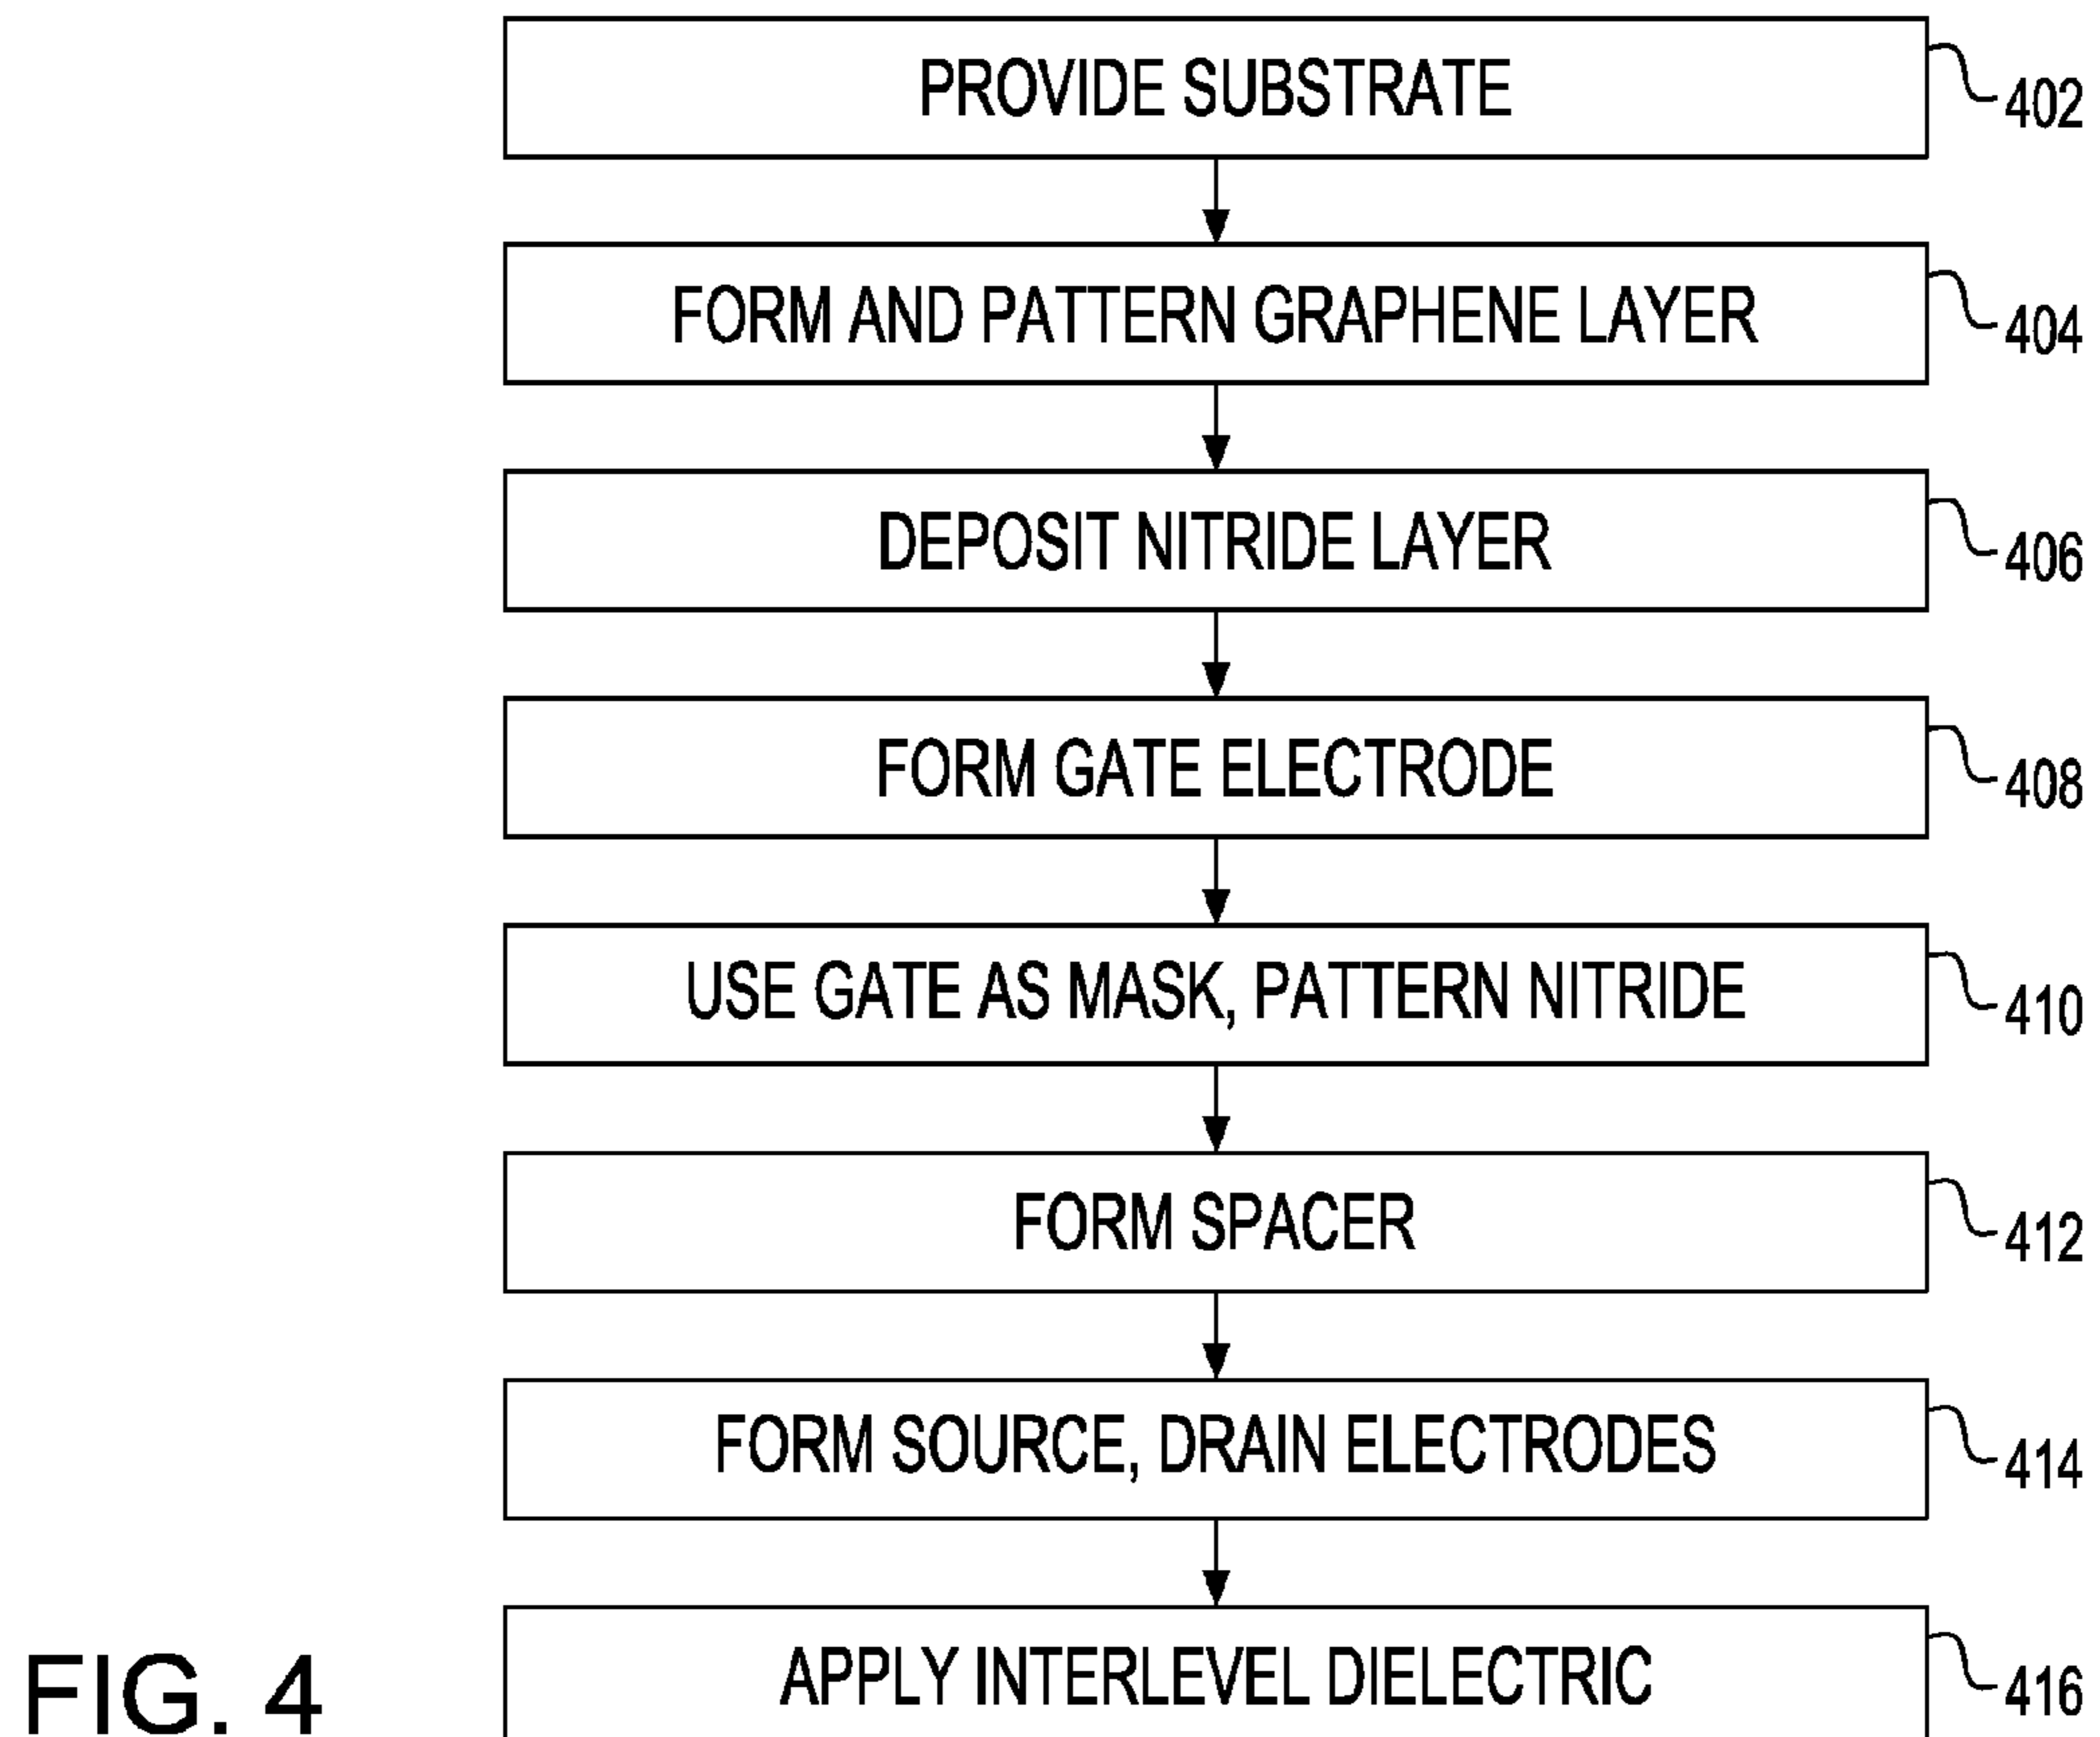 PROVIDE SUBSTRATE
402
FORM AND PATTERN GRAPHENE LAYER
404
DEPOSIT NITRIDE LAYER
406
FORM GATE ELECTRODE
408
USE GATE AS MASK, PATTERN NITRIDE
410
FORM SPACER
412
FORM SOURCE, DRAIN ELECTRODES
414
APPLY INTERLEVEL DIELECTRIC
416
FIG. 4